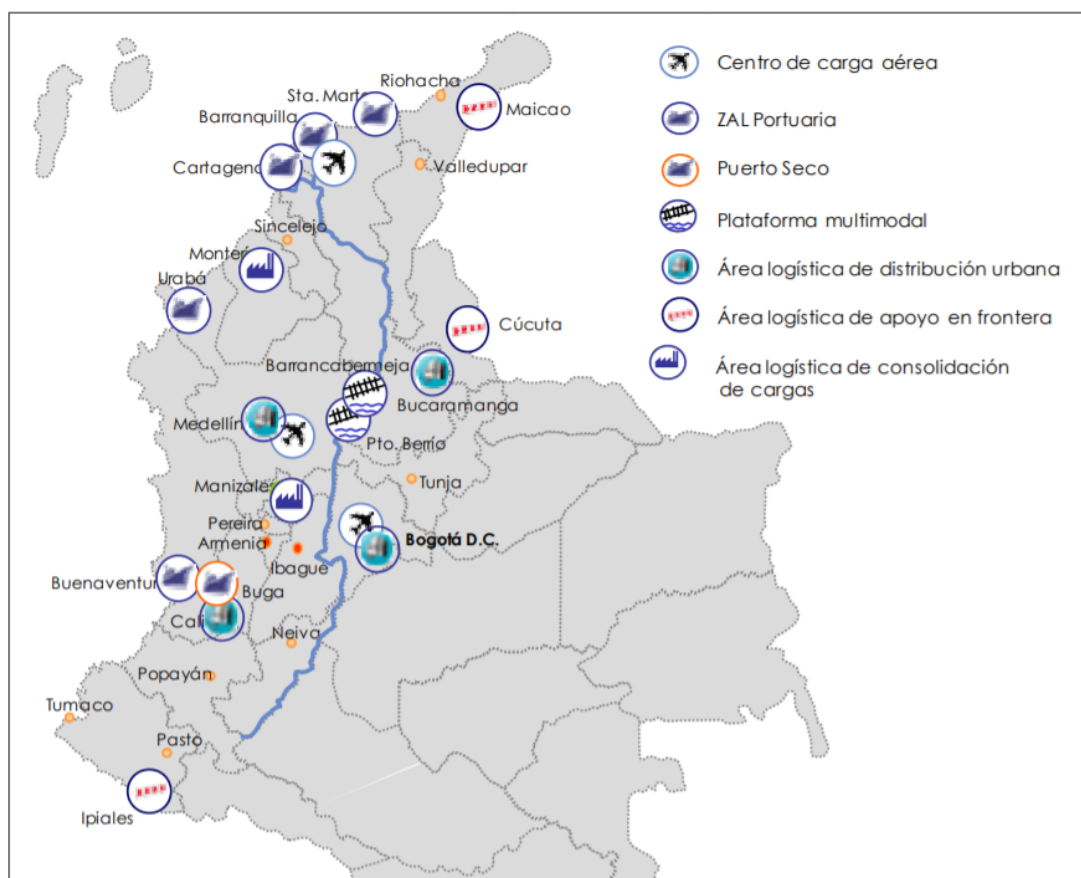 Riohacha
Sta. Marta
Maicao
Barranquilla
Cartagena
Valledupar
Sincelejo
Montería
Urabá
Cúcuta
Barrancabermeja
Bucaramanga
Medellín
Pto. Berrío
Tunja
Manizales
Pereira
Armenia
Bogotá D.C.
Ibague
Buenaventur
Buga
Cali
Neiva
Popayán
Tumaco
Pasto
Ipiales
Centro de carga aérea
ZAL Portuaria
Puerto Seco
Plataforma multimodal
Área logística de distribución urbana
Área logística de apoyo en frontera
Área logística de consolidación
de cargas